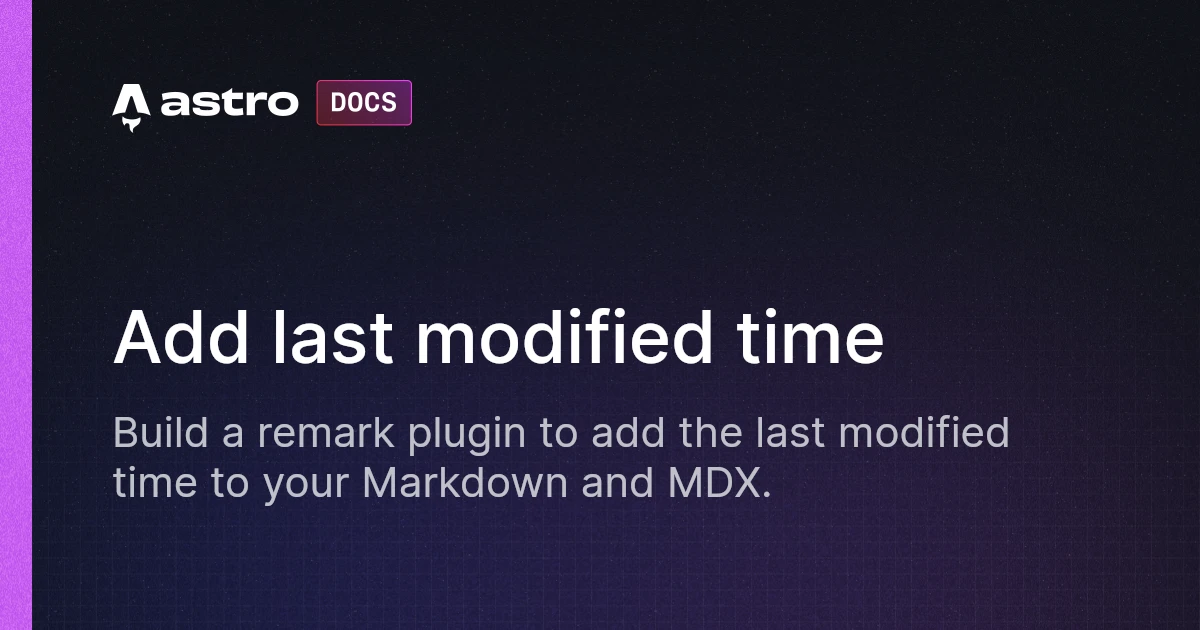 astro DOCS
Add last modified time
Build a remark plugin to add the last modified
time to your Markdown and MDX.